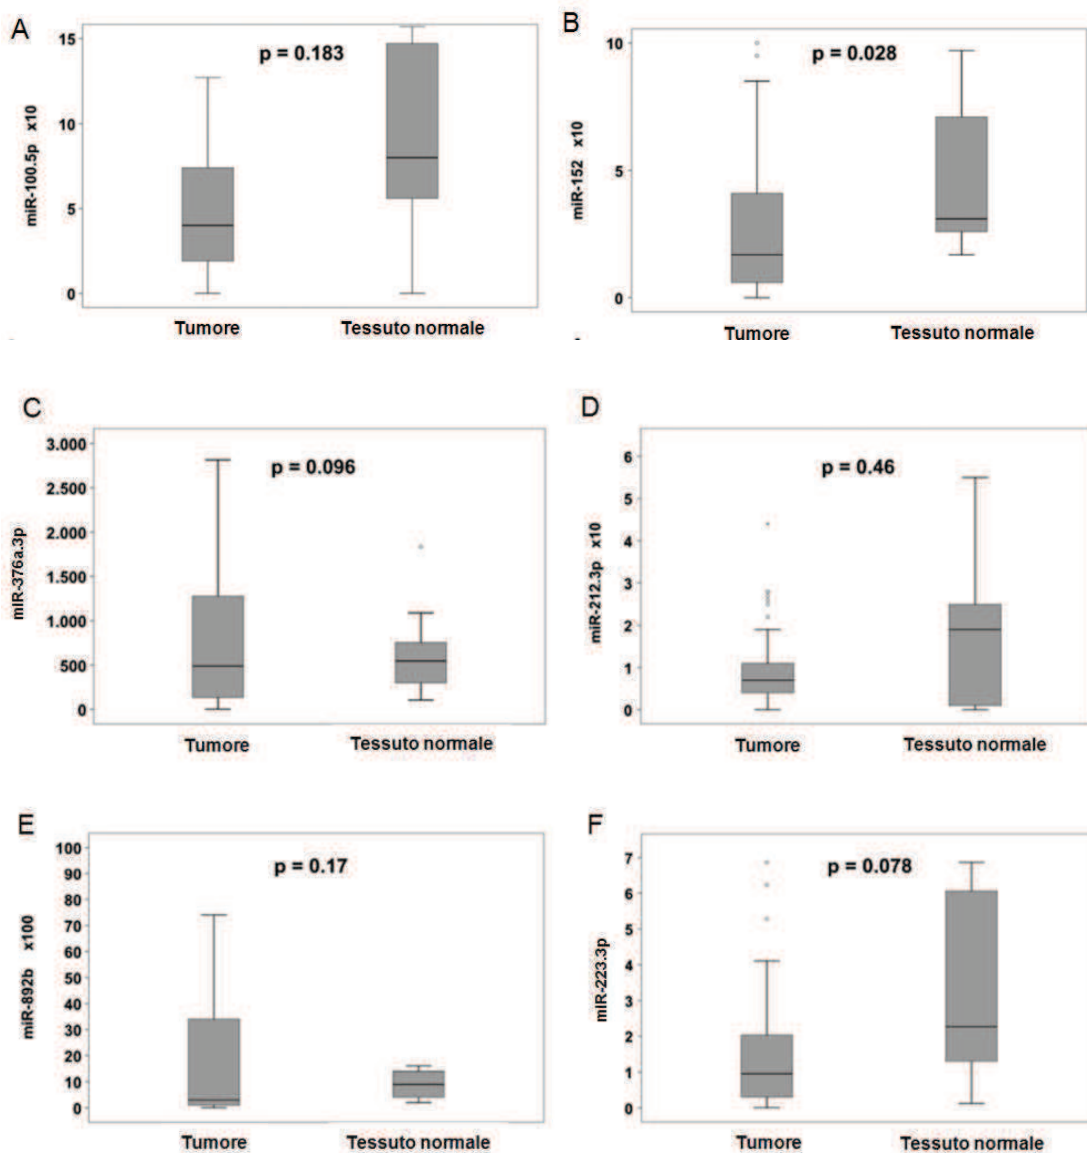 A
miR-100.5p x10
15
10
5
0
p = 0.183
Tumore
Tessuto normale
B
miR-152 x10
10
5
0
p = 0.028
Tumore
Tessuto normale
C
miR-376a.3p
3.000
2.500
2.000
1.500
1.000
500
0
p = 0.096
Tumore
Tessuto normale
D
miR-212.3p x10
6
5
4
3
2
1
0
p = 0.46
Tumore
Tessuto normale
E
miR-892b x100
100
90
80
70
60
50
40
30
20
10
0
p = 0.17
Tumore
Tessuto normale
F
miR-223.3p
7
6
5
4
3
2
1
0
p = 0.078
Tumore
Tessuto normale